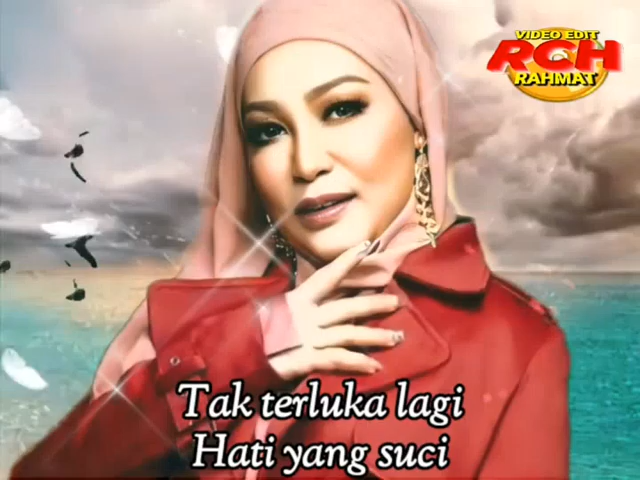 VIDEO EDIT
RCH
RAHMAT
Tak terluka lagi
Hati yang suci